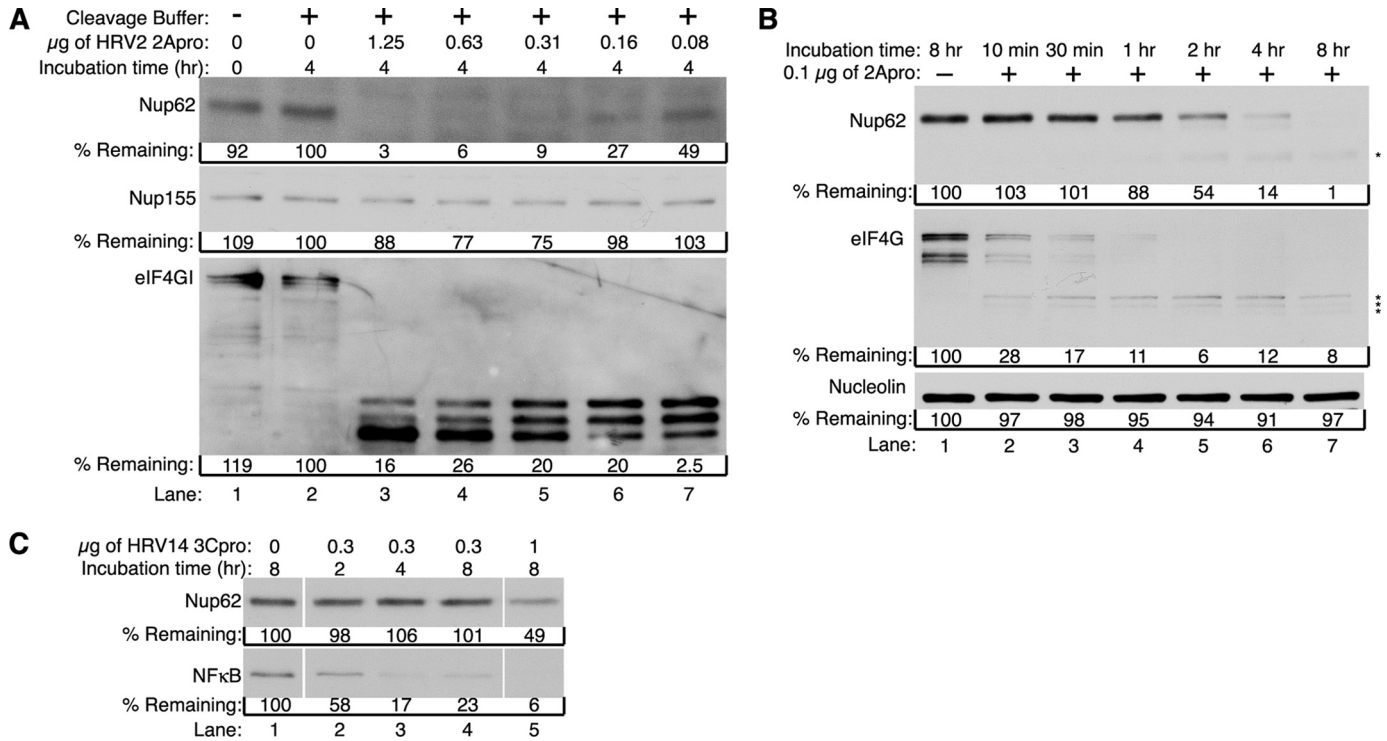 A
Cleavage Buffer: - + + + + + +
µg of HRV2 2Apro: 0 0 1.25 0.63 0.31 0.16 0.08
Incubation time (hr): 0 4 4 4 4 4 4
Nup62
% Remaining: 92 100 3 6 9 27 49
Nup155
% Remaining: 109 100 88 77 75 98 103
eIF4GI
% Remaining: 119 100 16 26 20 20 2.5
Lane: 1 2 3 4 5 6 7
B
Incubation time: 8 hr 10 min 30 min 1 hr 2 hr 4 hr 8 hr
0.1 µg of 2Apro: − + + + + + +
Nup62
*
% Remaining: 100 103 101 88 54 14 1
eIF4G
*
*
*
% Remaining: 100 28 17 11 6 12 8
Nucleolin
% Remaining: 100 97 98 95 94 91 97
Lane: 1 2 3 4 5 6 7
C
µg of HRV14 3Cpro: 0 0.3 0.3 0.3 1
Incubation time (hr): 8 2 4 8 8
Nup62
% Remaining: 100 98 106 101 49
NFκB
% Remaining: 100 58 17 23 6
Lane: 1 2 3 4 5